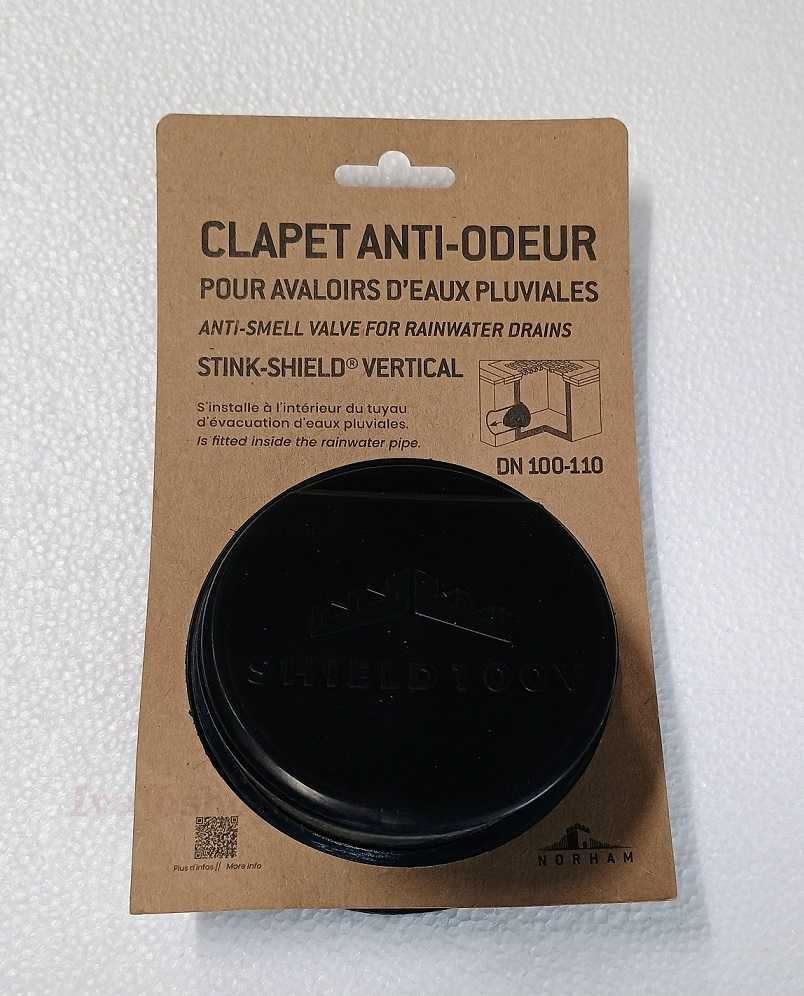 CLAPET ANTI-ODEUR
POUR AVALOIRS D'EAUX PLUVIALES
ANTI-SMELL VALVE FOR RAINWATER DRAINS
STINK-SHIELD® VERTICAL
S'installe à l'intérieur du tuyau
d'évacuation d'eaux pluviales.
Is fitted inside the rainwater pipe.
DN 100-110
SHIELD100V
Plus d'infos // More info
NORHAM